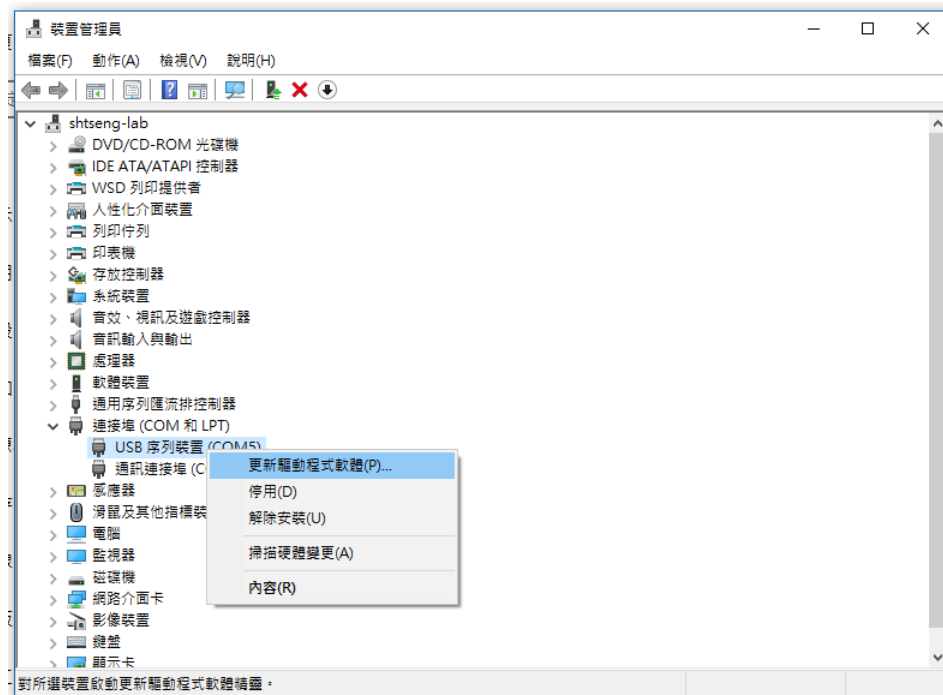 裝置管理員
檔案(F) 動作(A) 檢視(V) 說明(H)
shtseng-lab
DVD/CD-ROM 光碟機
IDE ATA/ATAPI 控制器
WSD 列印提供者
人性化介面裝置
列印佇列
印表機
存放控制器
系統裝置
音效、視訊及遊戲控制器
音訊輸入與輸出
處理器
軟體裝置
通用序列匯流排控制器
連接埠 (COM 和 LPT)
USB 序列裝置 (COM5)
更新驅動程式軟體(P)...
通訊連接埠 (C
感應器
停用(D)
滑鼠及其他指標裝
解除安裝(U)
電腦
監視器
掃描硬體變更(A)
磁碟機
內容(R)
網路介面卡
影像裝置
鍵盤
顯示卡
對所選裝置啟動更新驅動程式軟體精靈。